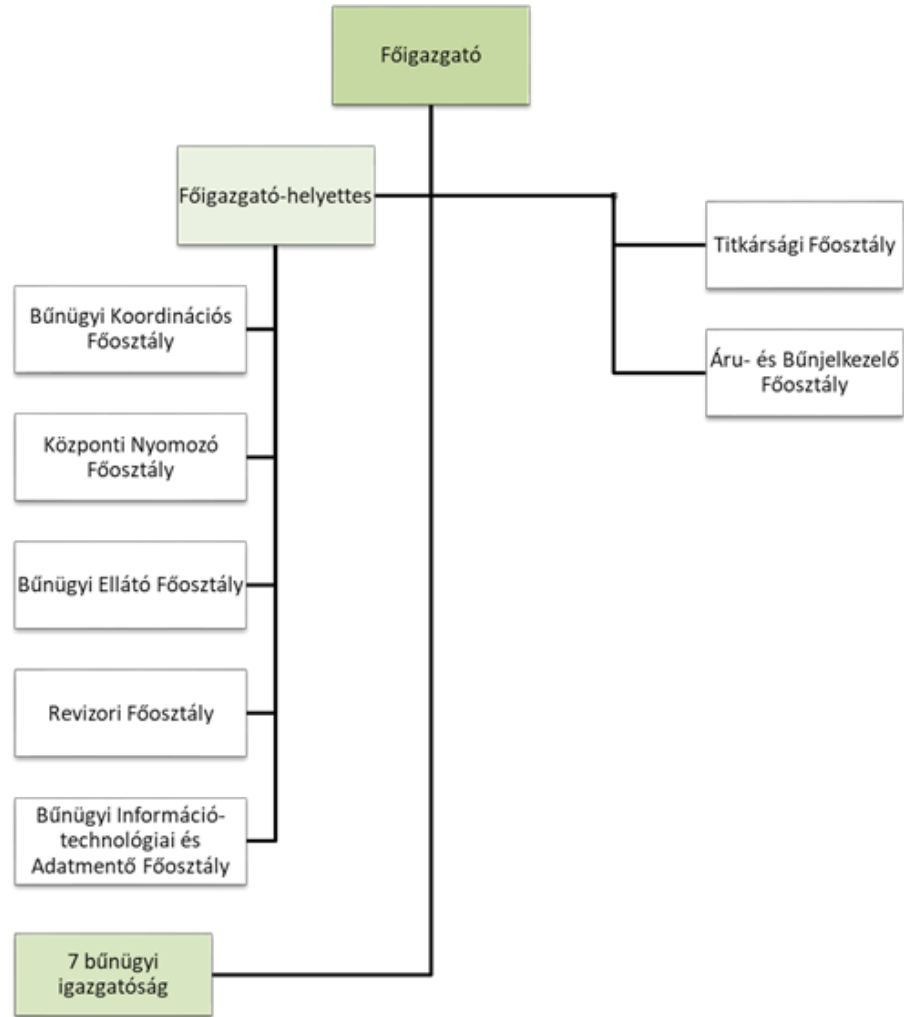 Főigazgató
Főigazgató-helyettes
Titkársági Főosztály
Bűnügyi Koordinációs
Főosztály
Áru- és Bűnjelkezelő
Főosztály
Központi Nyomozó
Főosztály
Bűnügyi Ellátó Főosztály
Revizori Főosztály
Bűnügyi Információ-
technológiai és
Adatmentő Főosztály
7 bűnügyi
igazgatóság